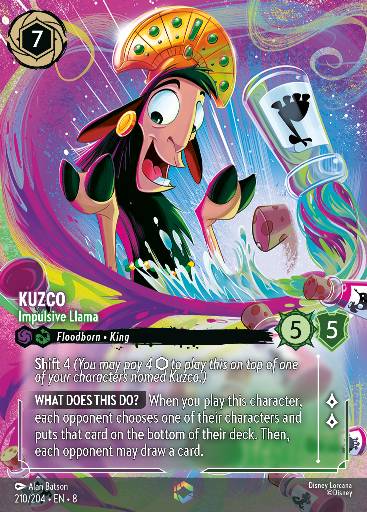 7
KUZCO
Impulsive Llama
Floodborn • King
5 5
Shift 4 (You may pay 4 ⬡ to play this on top of one
of your characters named Kuzco.)
WHAT DOES THIS DO? When you play this character,
each opponent chooses one of their characters and
puts that card on the bottom of their deck. Then,
each opponent may draw a card.
Alan Batson
210/204 • EN • 8
Disney Lorcana
©Disney